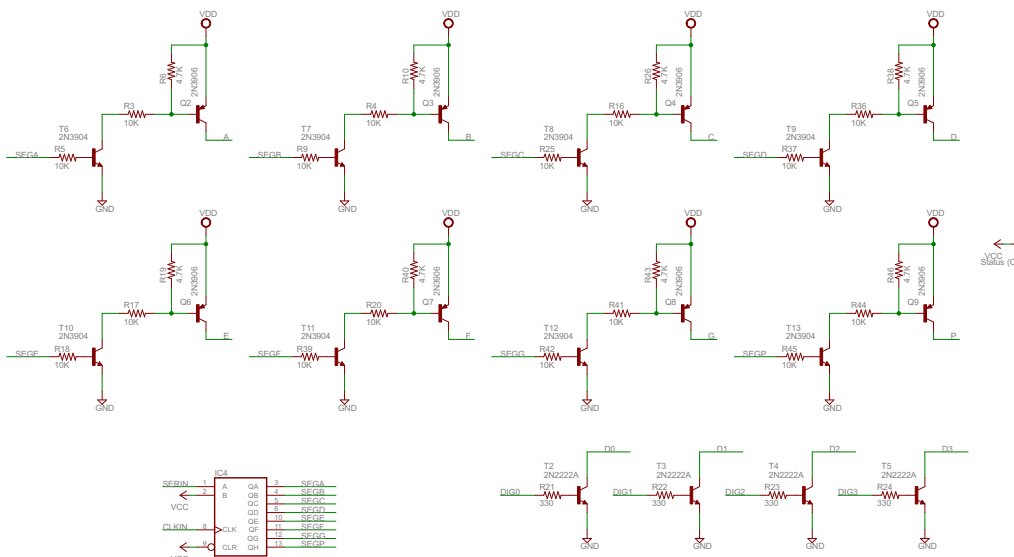 VDD
R6
4.7K
2N3906
Q2
R3
10K
T6
2N3904
SEGA
R5
10K
A
GND
VDD
R10
4.7K
2N3906
Q3
R4
10K
T7
2N3904
SEGB
R9
10K
B
GND
VDD
R26
4.7K
2N3906
Q4
R16
10K
T8
2N3904
SEGC
R25
10K
C
GND
VDD
R38
4.7K
2N3906
Q5
R36
10K
T9
2N3904
SEGD
R37
10K
D
GND
VDD
R19
4.7K
2N3906
Q6
R17
10K
T10
2N3904
SEGE
R18
10K
E
GND
VDD
R40
4.7K
2N3906
Q7
R20
10K
T11
2N3904
SEGF
R39
10K
F
GND
VDD
R43
4.7K
2N3906
Q8
R41
10K
T12
2N3904
SEGG
R42
10K
G
GND
VDD
R46
4.7K
2N3906
Q9
R44
10K
T13
2N3904
SEGP
R45
10K
P
GND
VCC
Status (C
IC4
SERIN 1 A QA 3 SEGA
2 B QB 4 SEGB
VCC
QC 5 SEGC
QD 6 SEGD
QE 10 SEGE
CLKIN 8 CLK QF 11 SEGF
QG 12 SEGG
9 CLR QH 13 SEGP
D0
T2
2N2222A
DIG0
R21
330
GND
D1
T3
2N2222A
DIG1
R22
330
GND
D2
T4
2N2222A
DIG2
R23
330
GND
D3
T5
2N2222A
DIG3
R24
330
GND